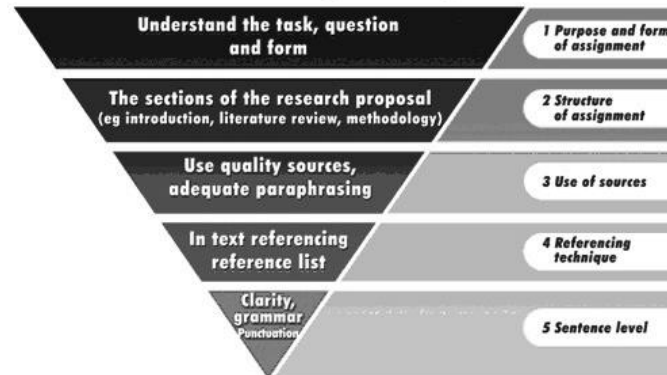 Understand the task, question
and form
1 Purpose and form
of assignment
The sections of the research proposal
(eg introduction, literature review, methodology)
2 Structure
of assignment
Use quality sources,
adequate paraphrasing
3 Use of sources
In text referencing
reference list
4 Referencing
technique
Clarity,
grammar
Punctuation
5 Sentence level